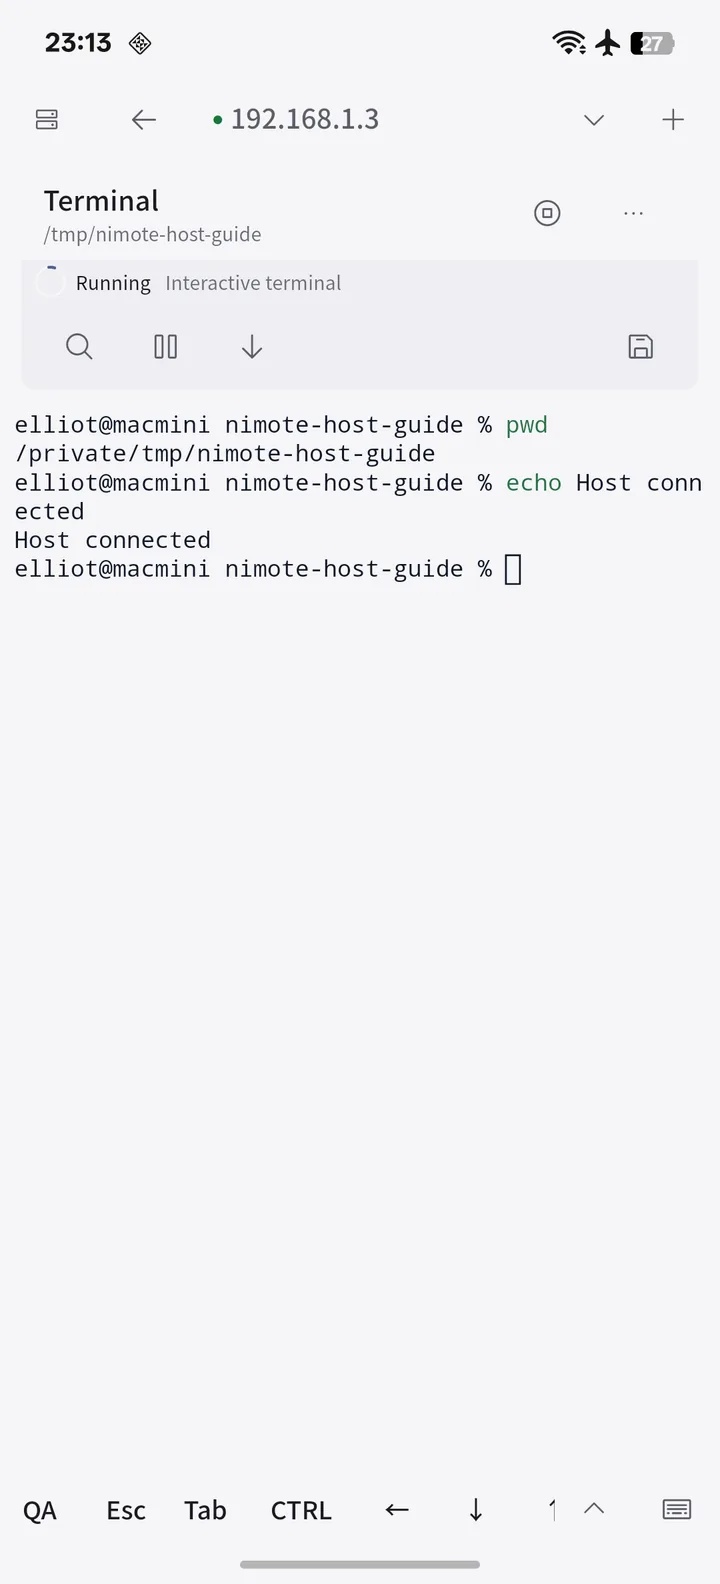 23:13
27
192.168.1.3
Terminal
/tmp/nimote-host-guide
Running Interactive terminal
elliot@macmini nimote-host-guide % pwd
/private/tmp/nimote-host-guide
elliot@macmini nimote-host-guide % echo Host conn
ected
Host connected
elliot@macmini nimote-host-guide %
QA Esc Tab CTRL ← ↓